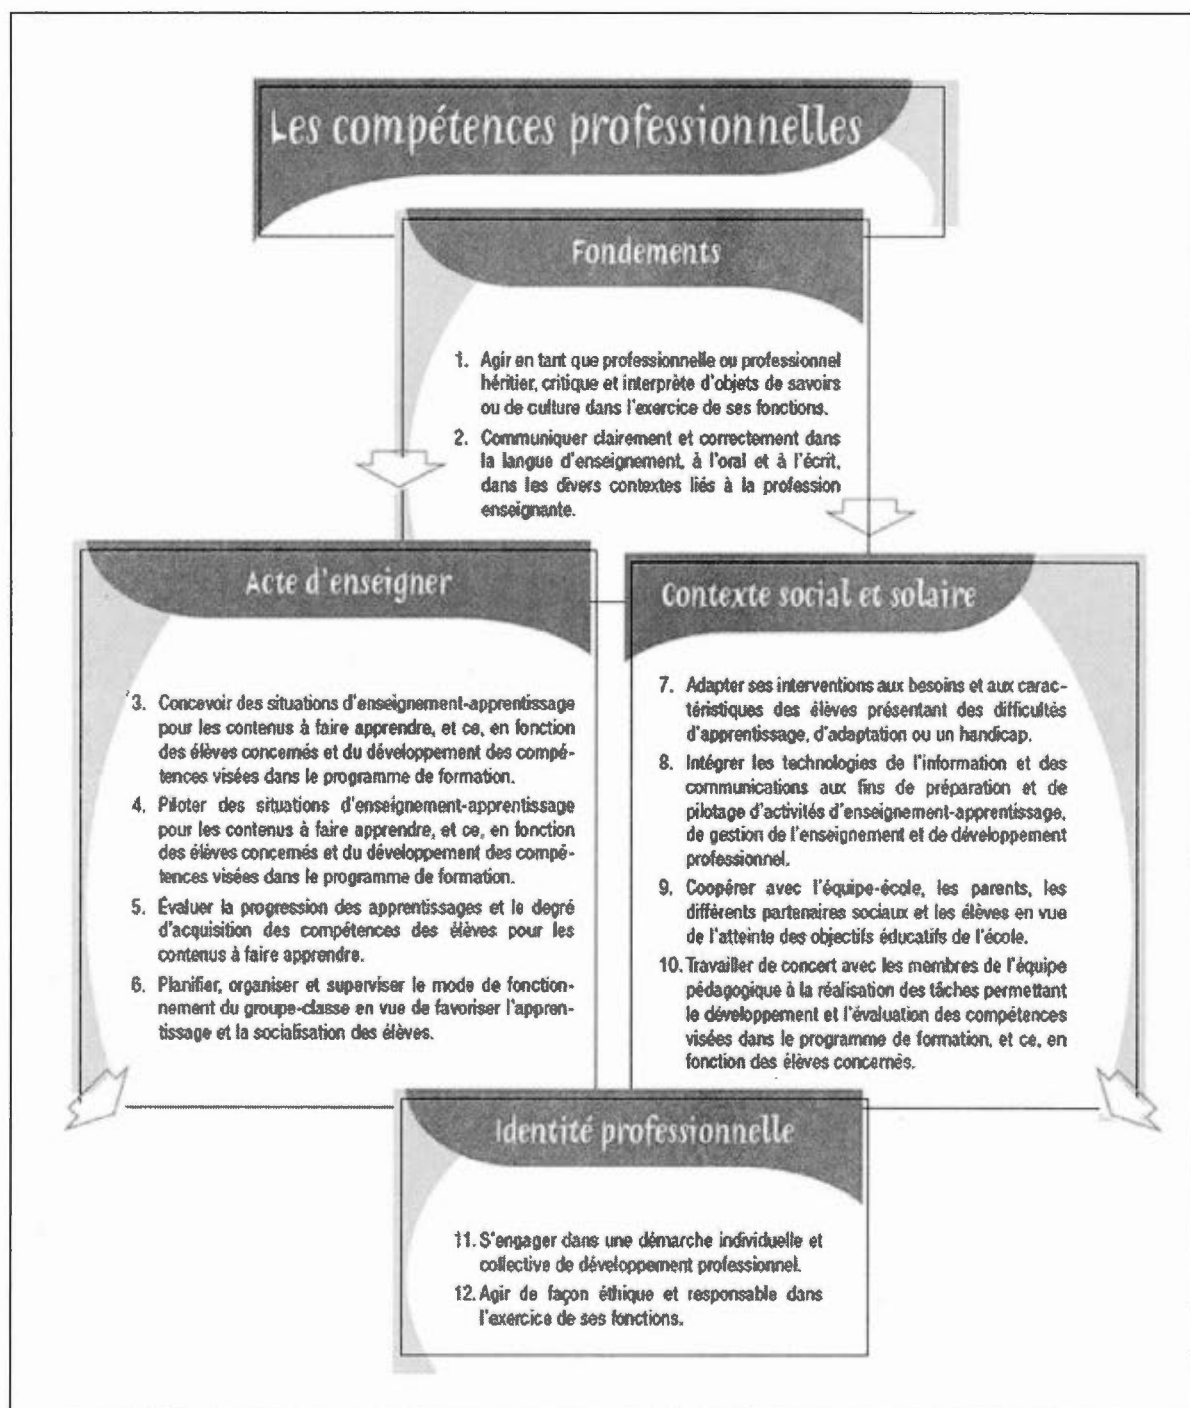 Les compétences professionnelles
Fondements
1. Agir en tant que professionnelle ou professionnel
héritier, critique et interprète d'objets de savoirs
ou de culture dans l'exercice de ses fonctions.
2. Communiquer clairement et correctement dans
la langue d'enseignement, à l'oral et à l'écrit,
dans les divers contextes liés à la profession
enseignante.
Acte d'enseigner
3. Concevoir des situations d'enseignement-apprentissage
pour les contenus à faire apprendre, et ce, en fonction
des élèves concernés et du développement des compé-
tences visées dans le programme de formation.
4. Piloter des situations d'enseignement-apprentissage
pour les contenus à faire apprendre, et ce, en fonction
des élèves concernés et du développement des compé-
tences visées dans le programme de formation.
5. Évaluer la progression des apprentissages et le degré
d'acquisition des compétences des élèves pour les
contenus à faire apprendre.
6. Planifier, organiser et superviser le mode de fonction-
nement du groupe-classe en vue de favoriser l'appren-
tissage et la socialisation des élèves.
Contexte social et solaire
7. Adapter ses interventions aux besoins et aux carac-
téristiques des élèves présentant des difficultés
d'apprentissage, d'adaptation ou un handicap.
8. Intégrer les technologies de l'information et des
communications aux fins de préparation et de
pilotage d'activités d'enseignement-apprentissage,
de gestion de l'enseignement et de développement
professionnel.
9. Coopérer avec l'équipe-école, les parents, les
différents partenaires sociaux et les élèves en vue
de l'atteinte des objectifs éducatifs de l'école.
10. Travailler de concert avec les membres de l'équipe
pédagogique à la réalisation des tâches permettant
le développement et l'évaluation des compétences
visées dans le programme de formation, et ce, en
fonction des élèves concernés.
Identité professionnelle
11. S'engager dans une démarche individuelle et
collective de développement professionnel.
12. Agir de façon éthique et responsable dans
l'exercice de ses fonctions.